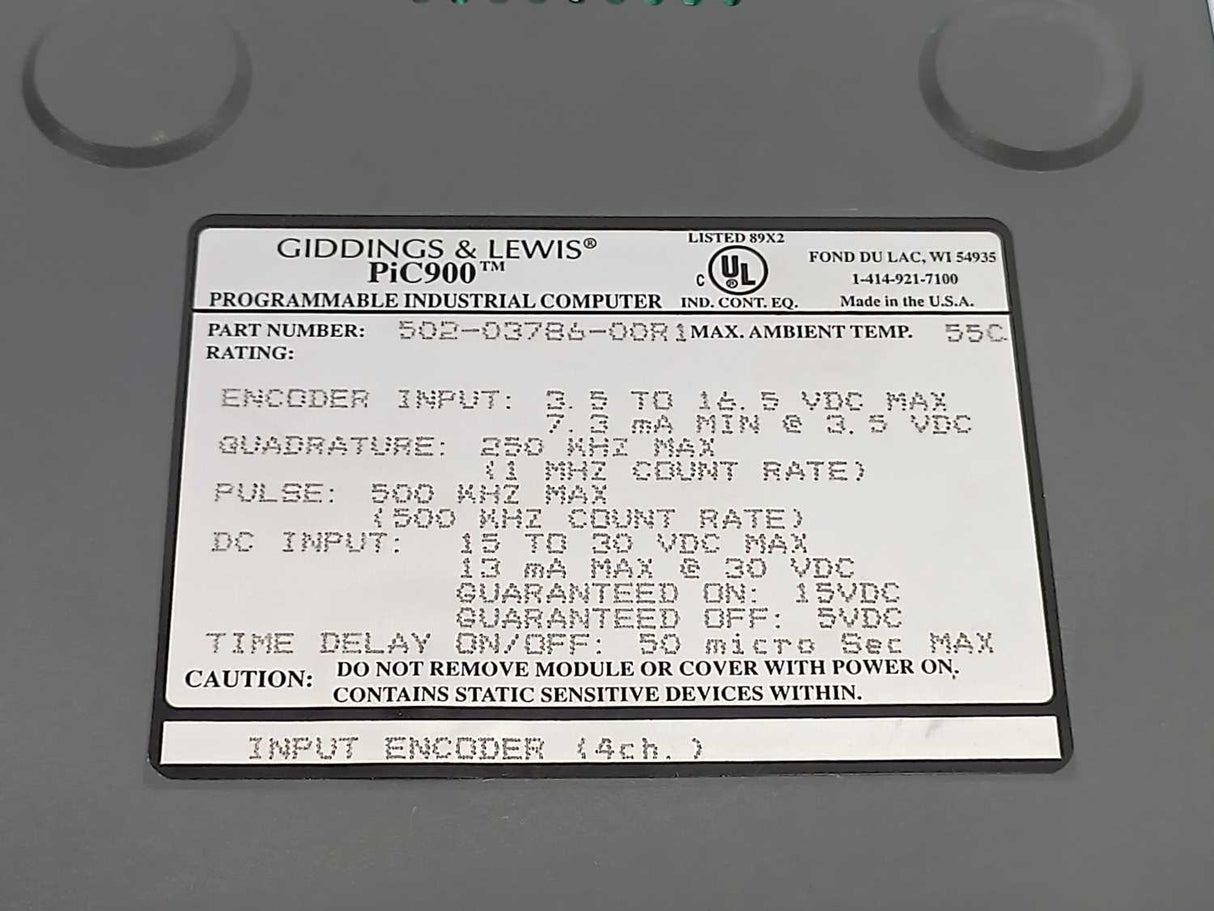 GIDDINGS & LEWIS®
PiC900™
PROGRAMMABLE INDUSTRIAL COMPUTER
LISTED 89X2
C UL ®
IND. CONT. EQ.
FOND DU LAC, WI 54935
1-414-921-7100
Made in the U.S.A.
PART NUMBER: 502-03786-00R1 MAX. AMBIENT TEMP. 55C
RATING:
ENCODER INPUT: 3.5 TO 16.5 VDC MAX
7.3 mA MIN @ 3.5 VDC
QUADRATURE: 250 KHZ MAX
(1 MHZ COUNT RATE)
PULSE: 500 KHZ MAX
(500 KHZ COUNT RATE)
DC INPUT: 15 TO 30 VDC MAX
13 mA MAX @ 30 VDC
GUARANTEED ON: 15VDC
GUARANTEED OFF: 5VDC
TIME DELAY ON/OFF: 50 micro Sec MAX
CAUTION: DO NOT REMOVE MODULE OR COVER WITH POWER ON,
CONTAINS STATIC SENSITIVE DEVICES WITHIN.
INPUT ENCODER (4ch.)